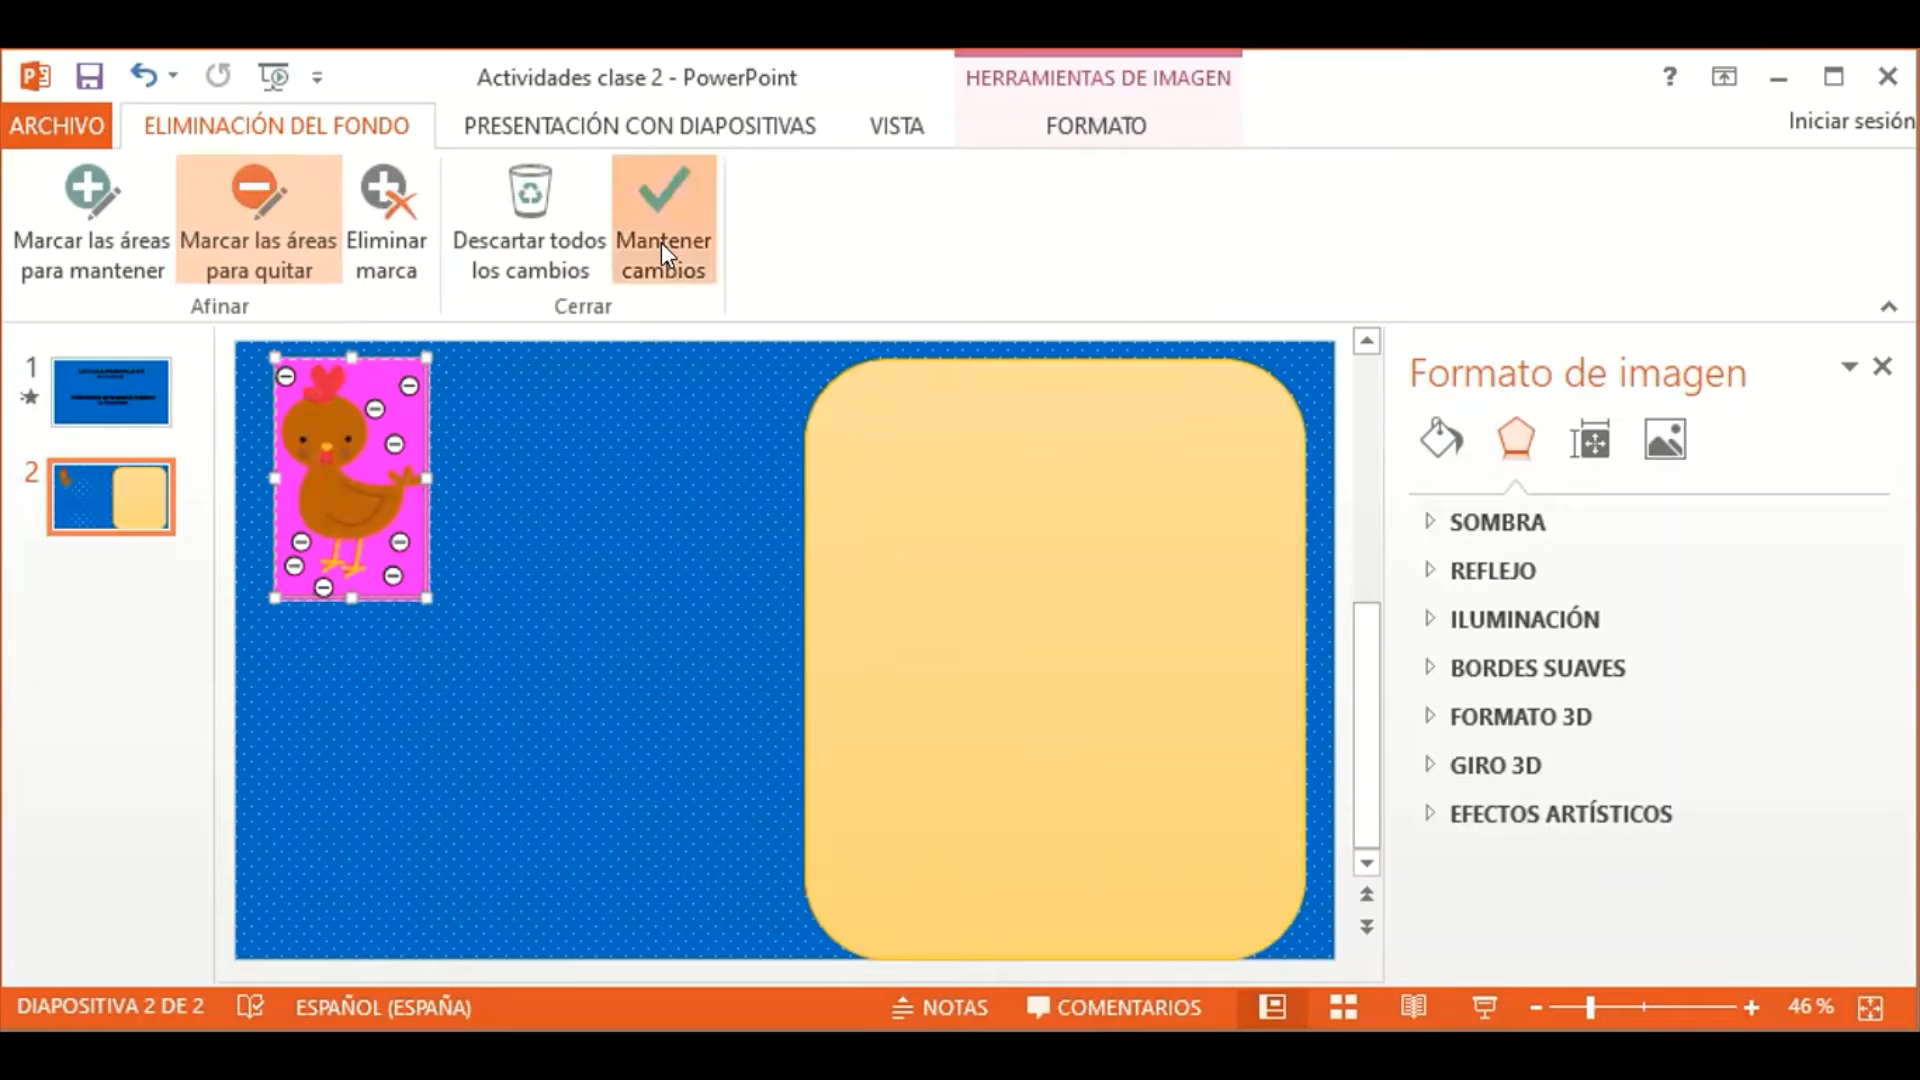 Actividades clase 2 - PowerPoint
HERRAMIENTAS DE IMAGEN
?
ARCHIVO
ELIMINACIÓN DEL FONDO
PRESENTACIÓN CON DIAPOSITIVAS
VISTA
FORMATO
Iniciar sesión
Marcar las áreas
para mantener
Marcar las áreas
para quitar
Eliminar
marca
Descartar todos
los cambios
Mantener
cambios
Afinar
Cerrar
1
2
Formato de imagen
SOMBRA
REFLEJO
ILUMINACIÓN
BORDES SUAVES
FORMATO 3D
GIRO 3D
EFECTOS ARTÍSTICOS
DIAPOSITIVA 2 DE 2
ESPAÑOL (ESPAÑA)
NOTAS
COMENTARIOS
46 %